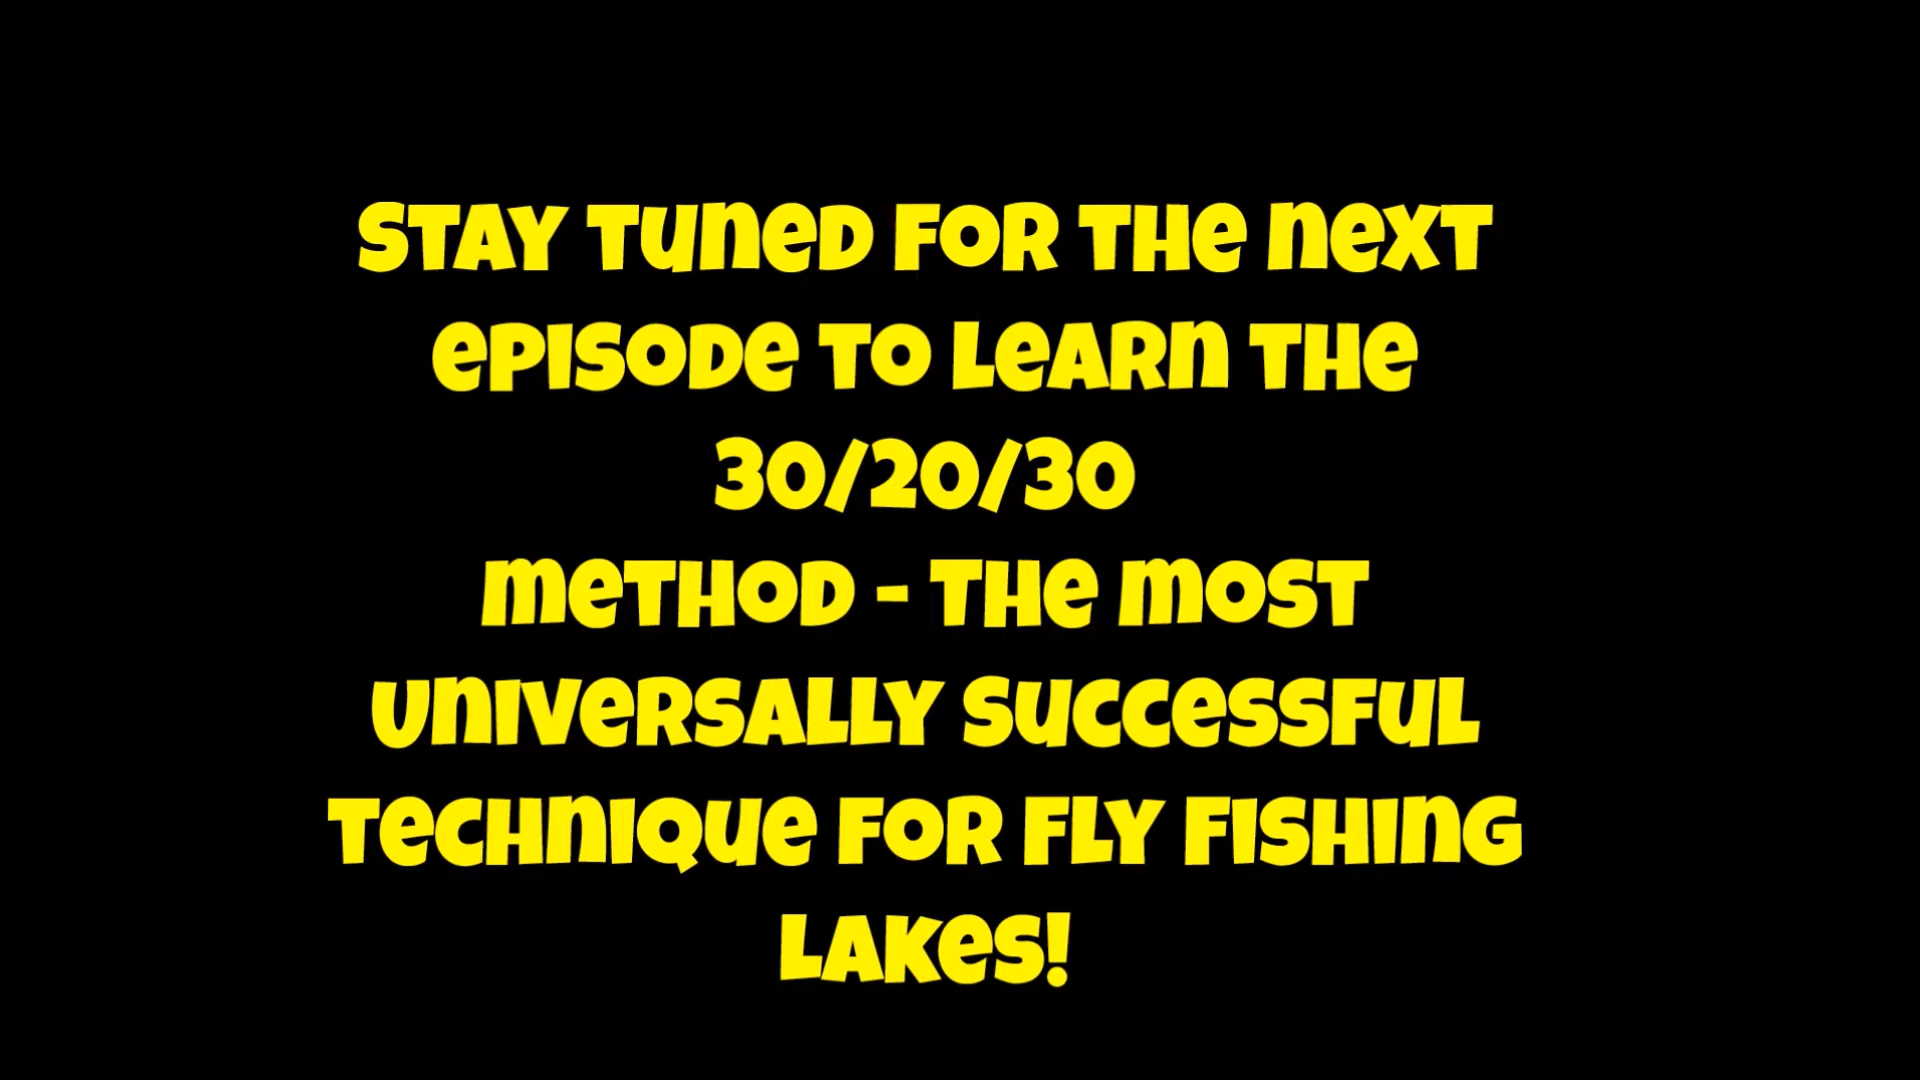 STAY TUNED FOR THE NEXT
EPISODE TO LEARN THE
30/20/30
METHOD - THE MOST
UNIVERSALLY SUCCESSFUL
TECHNIQUE FOR FLY FISHING
LAKES!